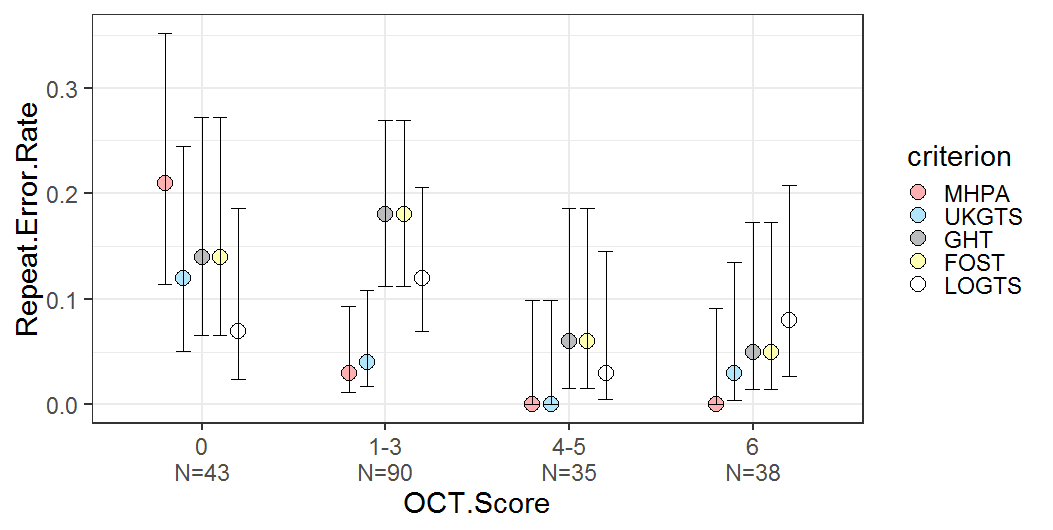 Repeat.Error.Rate
0.3
0.2
0.1
0.0
0
1-3
4-5
6
N=43
N=90
N=35
N=38
OCT.Score
criterion
MHPA
UKGTS
GHT
FOST
LOGTS